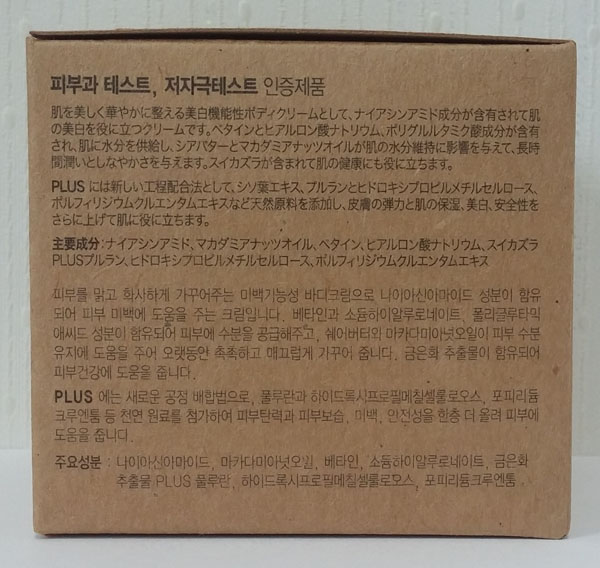 피부과 테스트, 저자극테스트 인증제품
肌を美しく華やかに整える美白機能性ボディクリームとして、ナイアシンアミド成分が含有されて肌
の美白を役に立つクリームです。ベタインとヒアルロン酸ナトリウム、ポリグルルタミク酸成分が含有
され、肌に水分を供給し、シアバターとマカダミアナッツオイルが肌の水分維持に影響を与えて、長時
間潤いとしなやかさを与えます。スイカズラが含まれて肌の健康にも役に立ちます。
PLUS には新しい工程配合法として、シソ葉エキス、プルランとヒドロキシプロピルメチルセルロース、
ポルフィリジウムクルエンタムエキスなど天然原料を添加し、皮膚の弾力と肌の保湿、美白、安全性を
さらに上げて肌に役に立ちます。
主要成分:ナイアシンアミド、マカダミアナッツオイル、ベタイン、ヒアルロン酸ナトリウム、スイカズラ
PLUSプルラン、ヒドロキシプロピルメチルセルロース、ポルフィリジウムクルエンタムエキス
피부를 맑고 화사하게 가꾸어주는 미백기능성 바디크림으로 나이아신아마이드 성분이 함유
되어 피부 미백에 도움을 주는 크림입니다. 베타인과 소듐하이알루로네이트, 폴리글루타믹
애씨드 성분이 함유되어 피부에 수분을 공급해주고, 쉐어버터와 마카다미아넛오일이 피부 수분
유지에 도움을 주어 오랫동안 촉촉하고 매끄럽게 가꾸어 줍니다. 금은화 추출물이 함유되어
피부건강에 도움을 줍니다.
PLUS 에는 새로운 공정 배합법으로, 풀루란과 하이드록시프로필메칠셀룰로오스, 포피리듐
크루엔툼 등 천연 원료를 첨가하여 피부탄력과 피부보습, 미백, 안전성을 한층 더 올려 피부에
도움을 줍니다.
주요성분 : 나이아신아마이드, 마카다미아넛오일, 베타인, 소듐하이알루로네이트, 금은화
추출물 PLUS 풀루란, 하이드록시프로필메칠셀룰로오스, 포피리듐크루엔툼